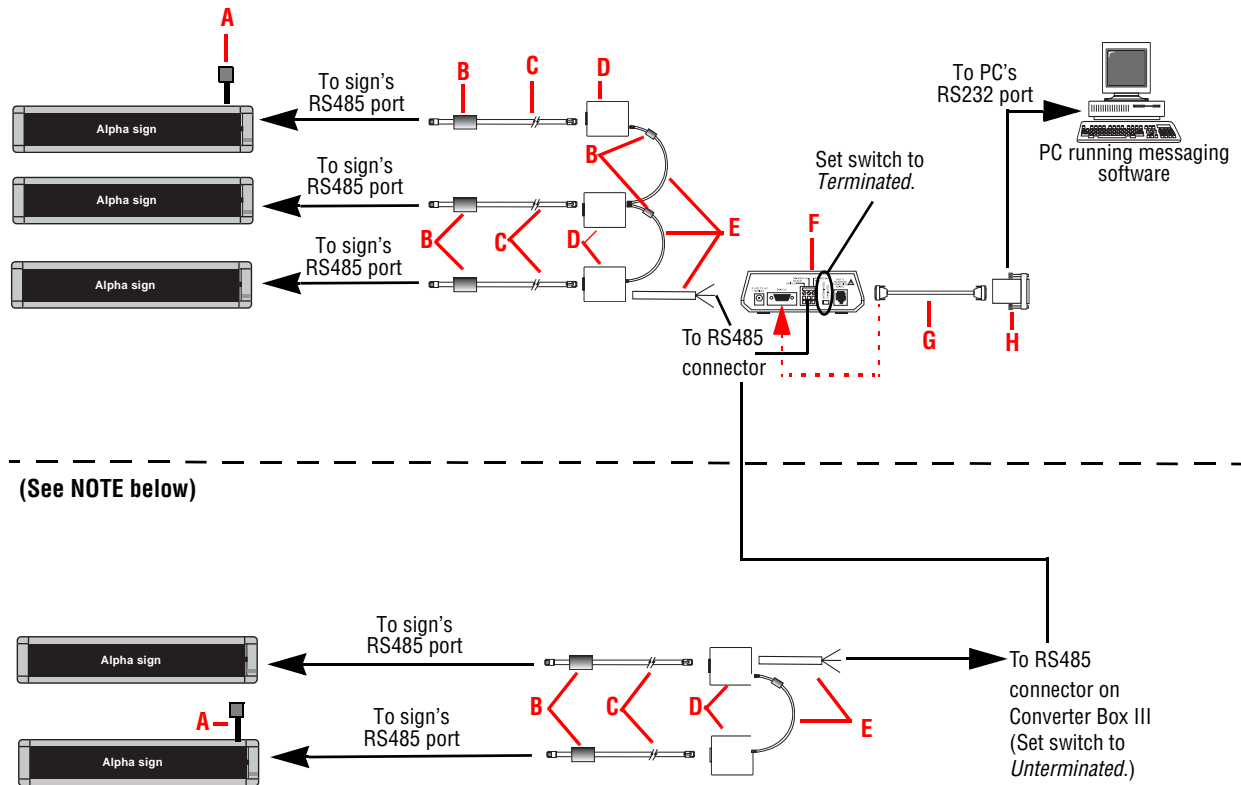 A
To sign's
RS485 port
Alpha sign
B
C
D
To PC's
RS232 port
PC running messaging
software
To sign's
RS485 port
Alpha sign
B
Set switch to
Terminated.
To sign's
RS485 port
Alpha sign
B
C
D
E
F
To RS485
connector
G
H
(See NOTE below)
To sign's
RS485 port
Alpha sign
A
B
C
D
E
To RS485
connector on
Converter Box III
(Set switch to
Unterminated.)
To sign's
RS485 port
Alpha sign